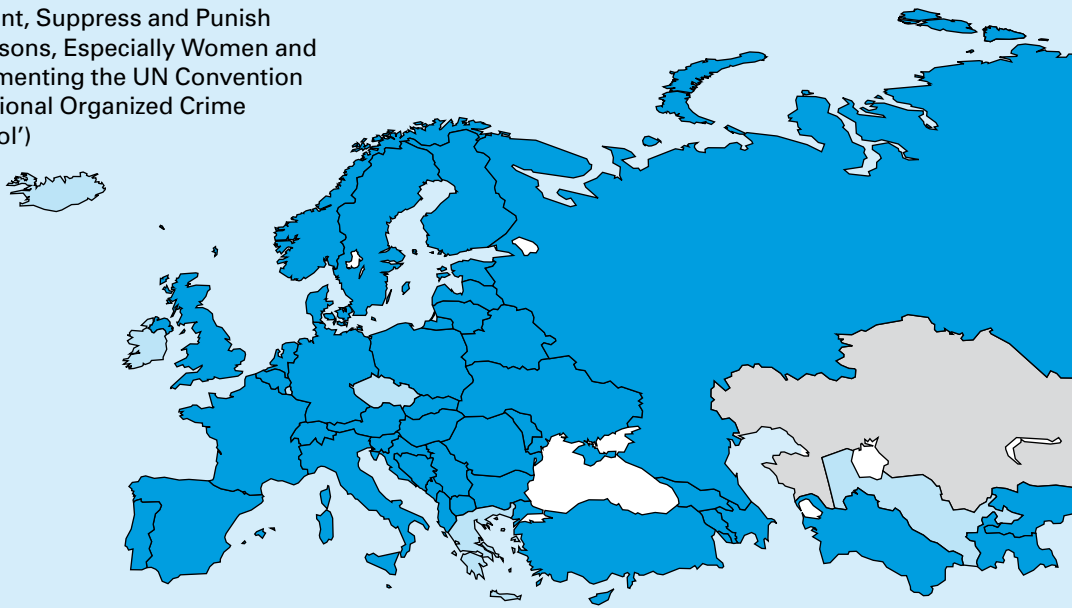 nt, Suppress and Punish
sons, Especially Women and
menting the UN Convention
ional Organized Crime
ol’)